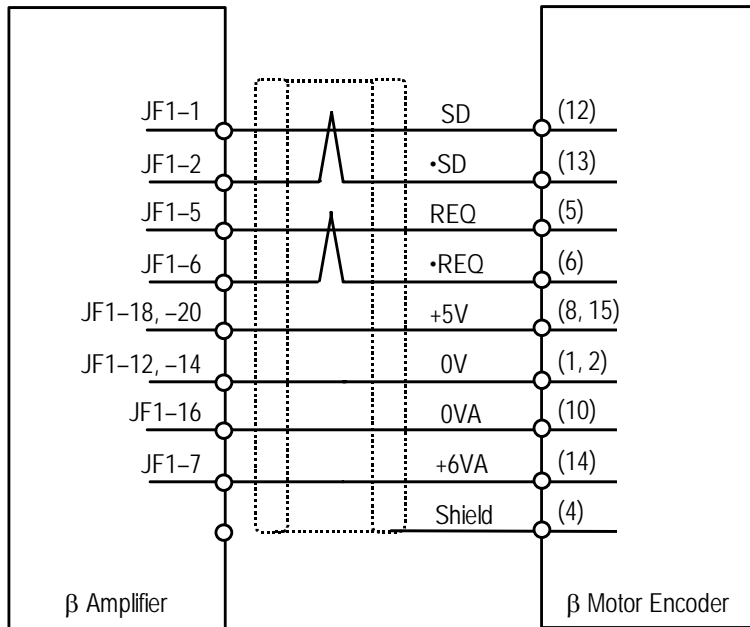 JF1–1 SD (12)
JF1–2 •SD (13)
JF1–5 REQ (5)
JF1–6 •REQ (6)
JF1–18, –20 +5V (8, 15)
JF1–12, –14 0V (1, 2)
JF1–16 0VA (10)
JF1–7 +6VA (14)
Shield (4)
β Amplifier β Motor Encoder